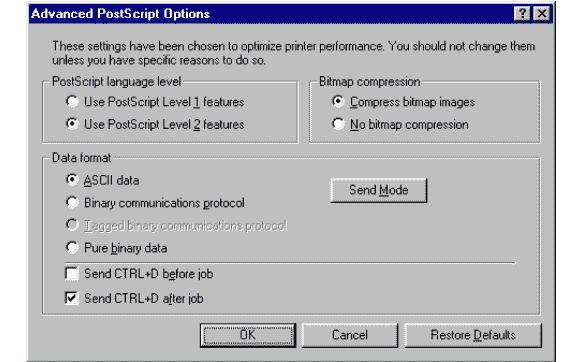 Advanced PostScript Options
These settings have been chosen to optimize printer performance. You should not change them
unless you have specific reasons to do so.
PostScript language level
Use PostScript Level 1 features
Use PostScript Level 2 features
Bitmap compression
Compress bitmap images
No bitmap compression
Data format
ASCII data
Binary communications protocol
Tagged binary communications protocol
Pure binary data
Send Mode
Send CTRL+D before job
Send CTRL+D after job
OK
Cancel
Restore Defaults